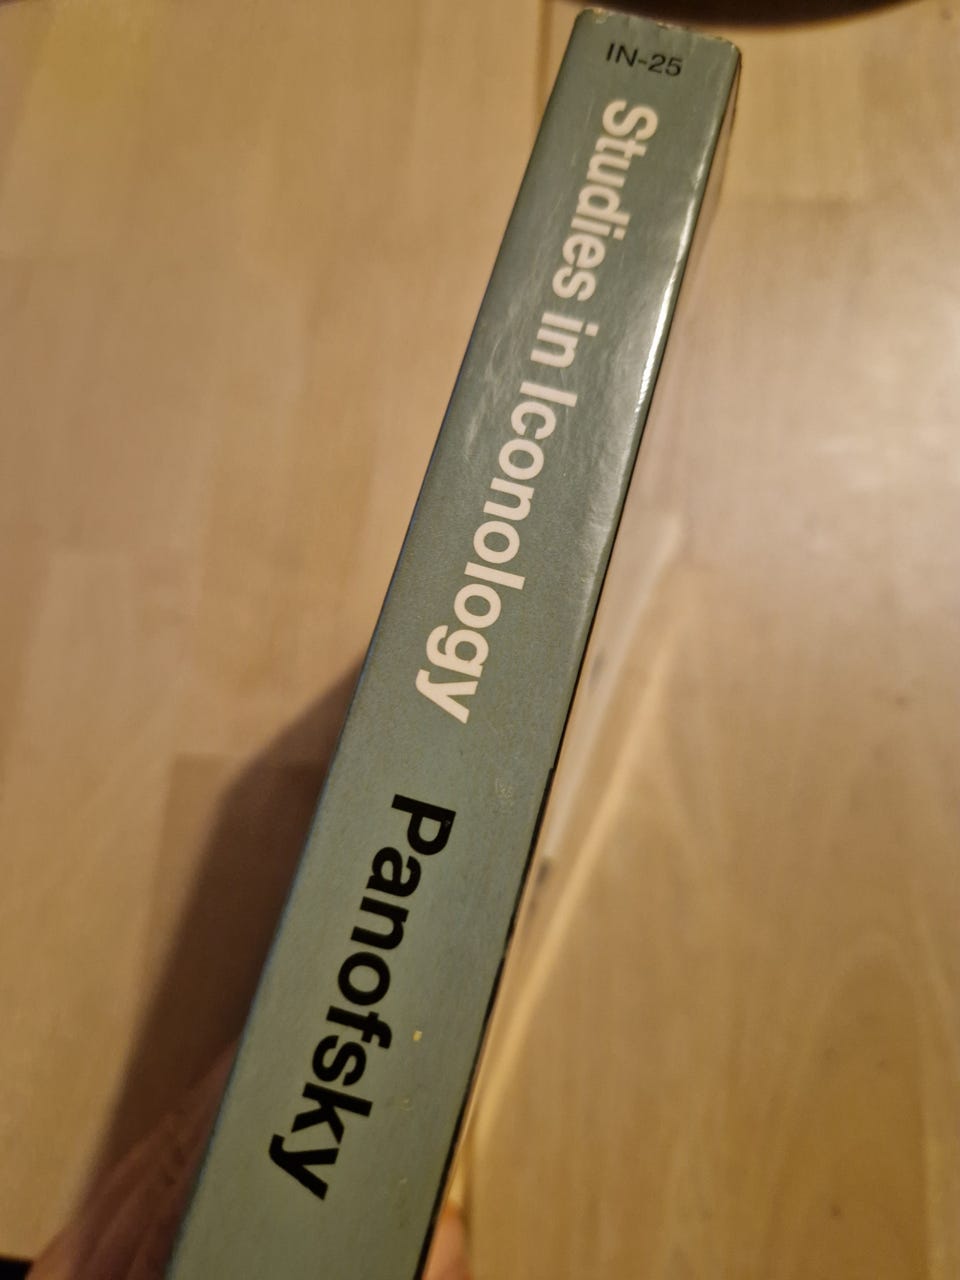 IN-25
Studies in Iconology
Panofsky